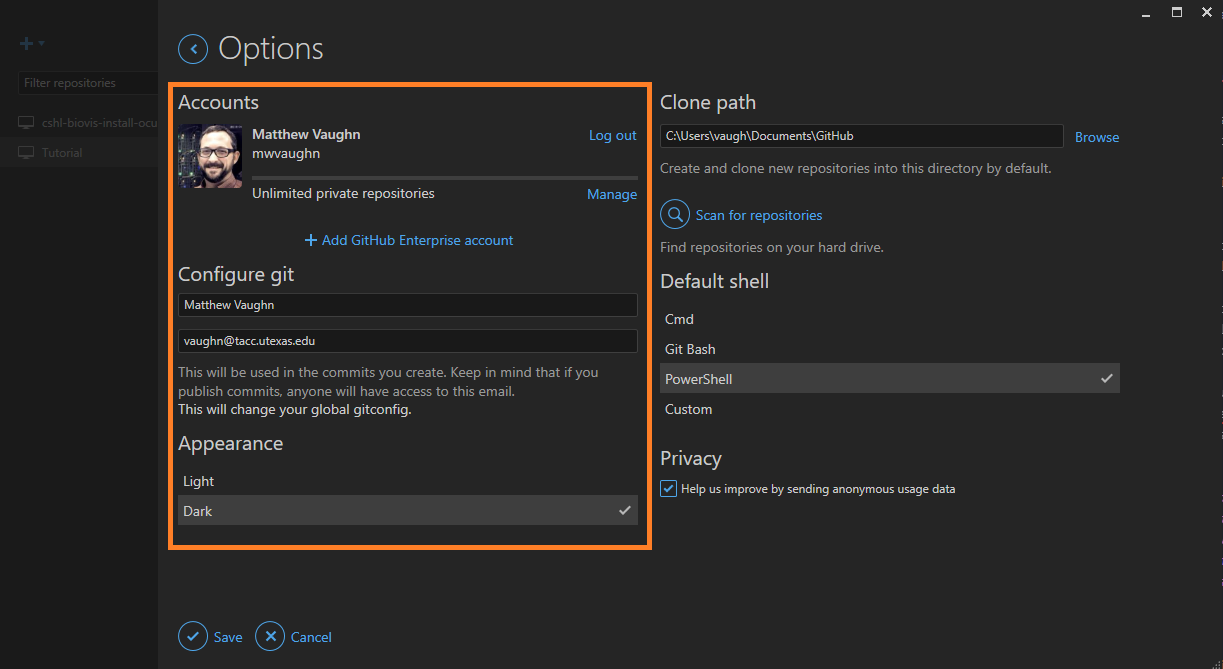 Options
Filter repositories
cshl-biovis-install-ocu
Tutorial
Accounts
Matthew Vaughn
mwvaughn
Log out
Unlimited private repositories
Manage
+ Add GitHub Enterprise account
Configure git
Matthew Vaughn
vaughn@tacc.utexas.edu
This will be used in the commits you create. Keep in mind that if you
publish commits, anyone will have access to this email.
This will change your global gitconfig.
Appearance
Light
Dark
Clone path
C:\Users\vaugh\Documents\GitHub
Browse
Create and clone new repositories into this directory by default.
Scan for repositories
Find repositories on your hard drive.
Default shell
Cmd
Git Bash
PowerShell
Custom
Privacy
Help us improve by sending anonymous usage data
Save
Cancel